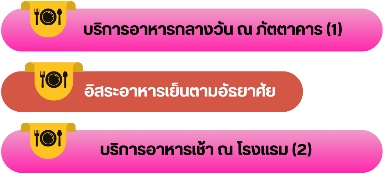 บริการอาหารกลางวัน ณ ภัตตาคาร (1)
อิสระอาหารเย็นตามอัธยาศัย
บริการอาหารเช้า ณ โรงแรม (2)